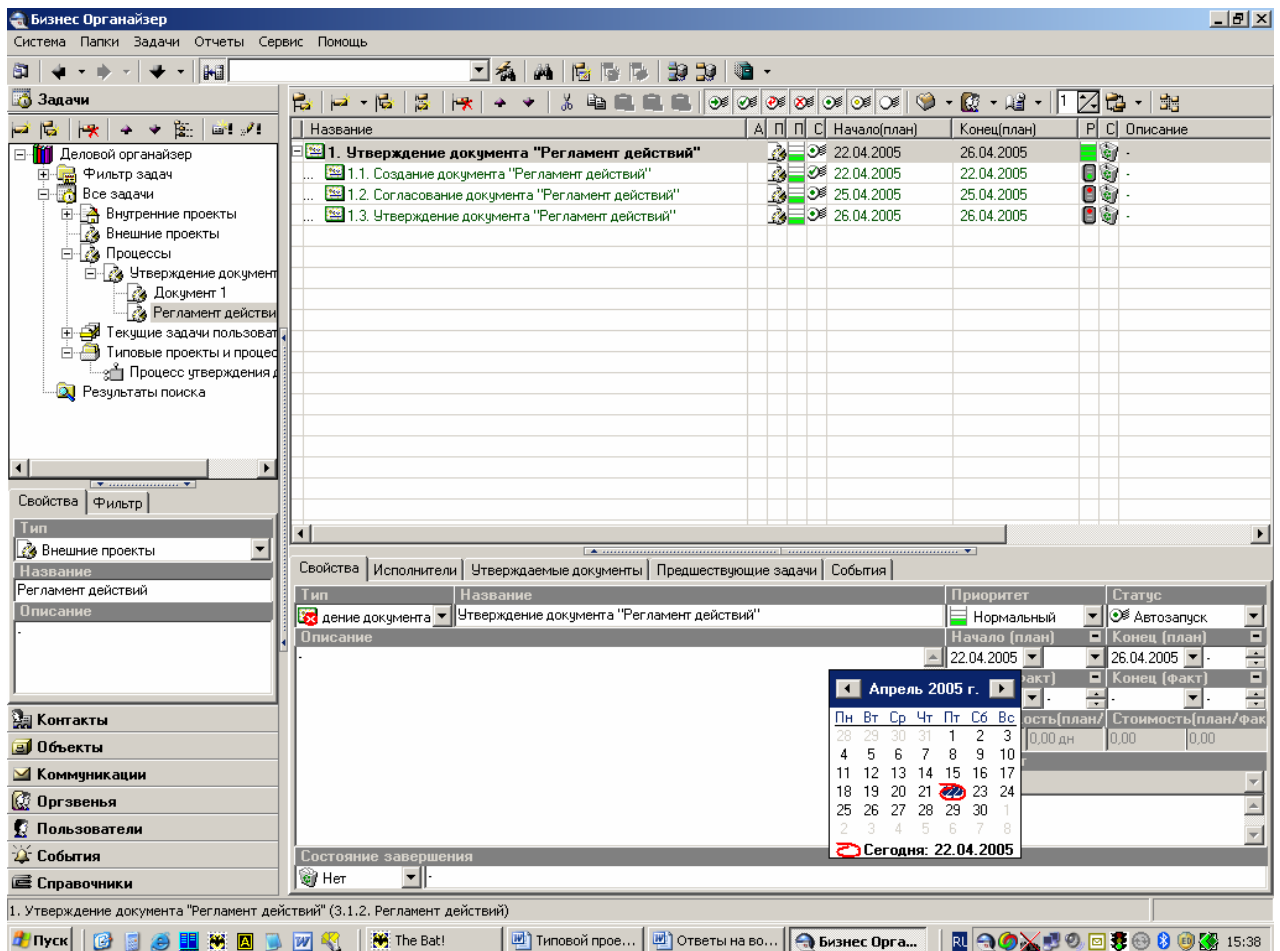 Бизнес Органайзер
Система Папки Задачи Отчеты Сервис Помощь
Задачи
Деловой органайзер
Фильтр задач
Все задачи
Внутренние проекты
Внешние проекты
Процессы
Утверждение документ
Документ 1
Регламент действи
Текущие задачи пользоват
Типовые проекты и процес
Процесс утверждения д
Результаты поиска
1
Название А П П С Начало(план) Конец(план) Р С Описание
1. Утверждение документа "Регламент действий" 22.04.2005 26.04.2005 -
... 1.1. Создание документа "Регламент действий" 22.04.2005 22.04.2005 -
... 1.2. Согласование документа "Регламент действий" 25.04.2005 25.04.2005 -
... 1.3. Утверждение документа "Регламент действий" 26.04.2005 26.04.2005 -
Свойства Фильтр
Тип
Внешние проекты
Название
Регламент действий
Описание
-
Контакты
Объекты
Коммуникации
Оргзвенья
Пользователи
События
Справочники
Свойства Исполнители Утверждаемые документы Предшествующие задачи События
Тип Название Приоритет Статус
дение документа Утверждение документа "Регламент действий" Нормальный Автозапуск
Описание Начало (план) Конец (план)
- 22.04.2005 26.04.2005 -
факт) Конец (факт)
- -
ость(план/ Стоимость(план/фак
0,00 дн 0,00 0,00
Апрель 2005 г.
Пн Вт Ср Чт Пт Сб Вс
28 29 30 31 1 2 3
4 5 6 7 8 9 10
11 12 13 14 15 16 17
18 19 20 21 22 23 24
25 26 27 28 29 30 1
2 3 4 5 6 7 8
Сегодня: 22.04.2005
Состояние завершения
Нет -
1. Утверждение документа "Регламент действий" (3.1.2. Регламент действий)
Пуск The Bat! Типовой прое... Ответы на во... Бизнес Орга... RL 15:38